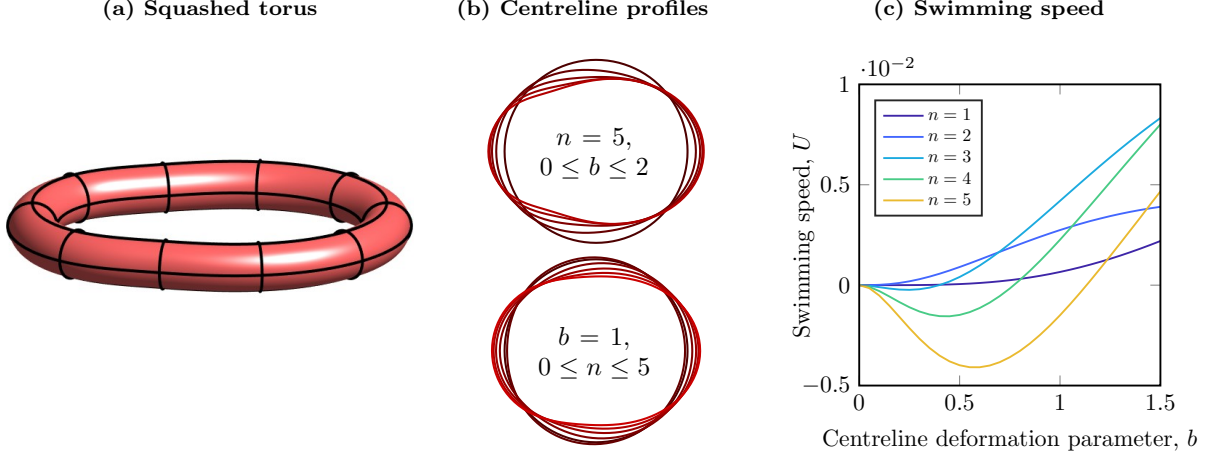 (a) Squashed torus
(b) Centreline profiles
n = 5,
0 ≤ b ≤ 2
b = 1,
0 ≤ n ≤ 5
(c) Swimming speed
·10⁻²
1
0.5
0
−0.5
Swimming speed, U
n = 1
n = 2
n = 3
n = 4
n = 5
0
0.5
1
1.5
Centreline deformation parameter, b